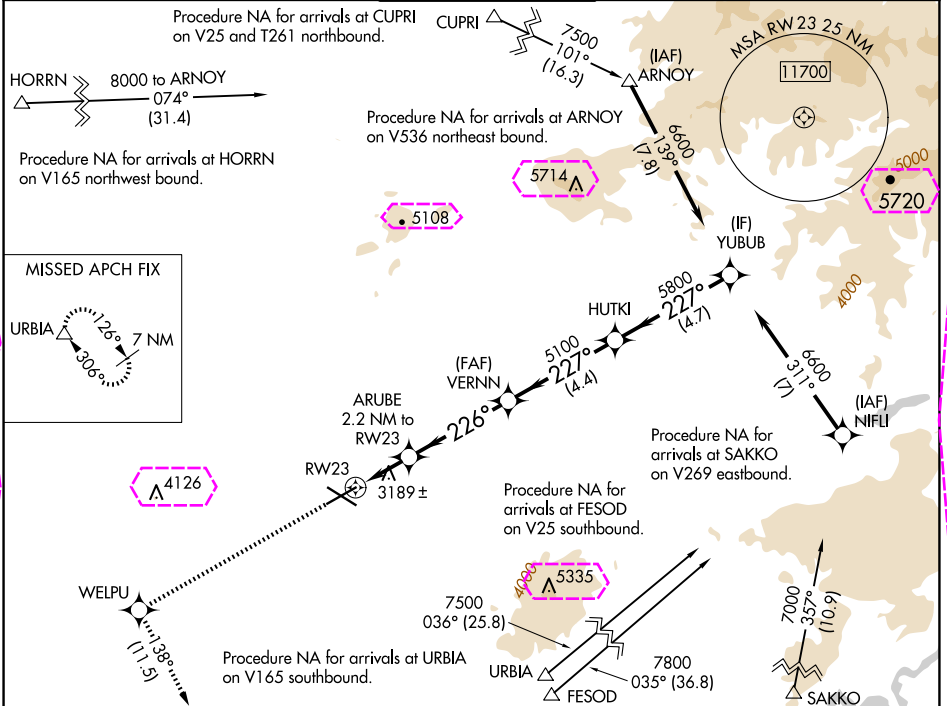 Procedure NA for arrivals at CUPRI
on V25 and T261 northbound.
CUPRI
7500
101°
(16.3)
(IAF)
ARNOY
MSA RW23 25 NM
11700
HORRN
8000 to ARNOY
074°
(31.4)
Procedure NA for arrivals at ARNOY
on V536 northeast bound.
6600
139°
(7.8)
Procedure NA for arrivals at HORRN
on V165 northwest bound.
5714
5108
5000
5720
(IF)
YUBUB
4000
MISSED APCH FIX
URBIA
126°
306°
7 NM
HUTKI
5800
227°
(4.7)
5100
227°
(4.4)
(FAF)
VERNN
226°
ARUBE
2.2 NM to
RW23
RW23
3189 ±
6600
311°
(7)
(IAF)
NIFLI
Procedure NA for
arrivals at SAKKO
on V269 eastbound.
4126
Procedure NA for
arrivals at FESOD
on V25 southbound.
4000
5335
WELPU
138°
(11.5)
Procedure NA for arrivals at URBIA
on V165 southbound.
7500
036° (25.8)
URBIA
FESOD
7800
035° (36.8)
7000
357°
(10.9)
SAKKO